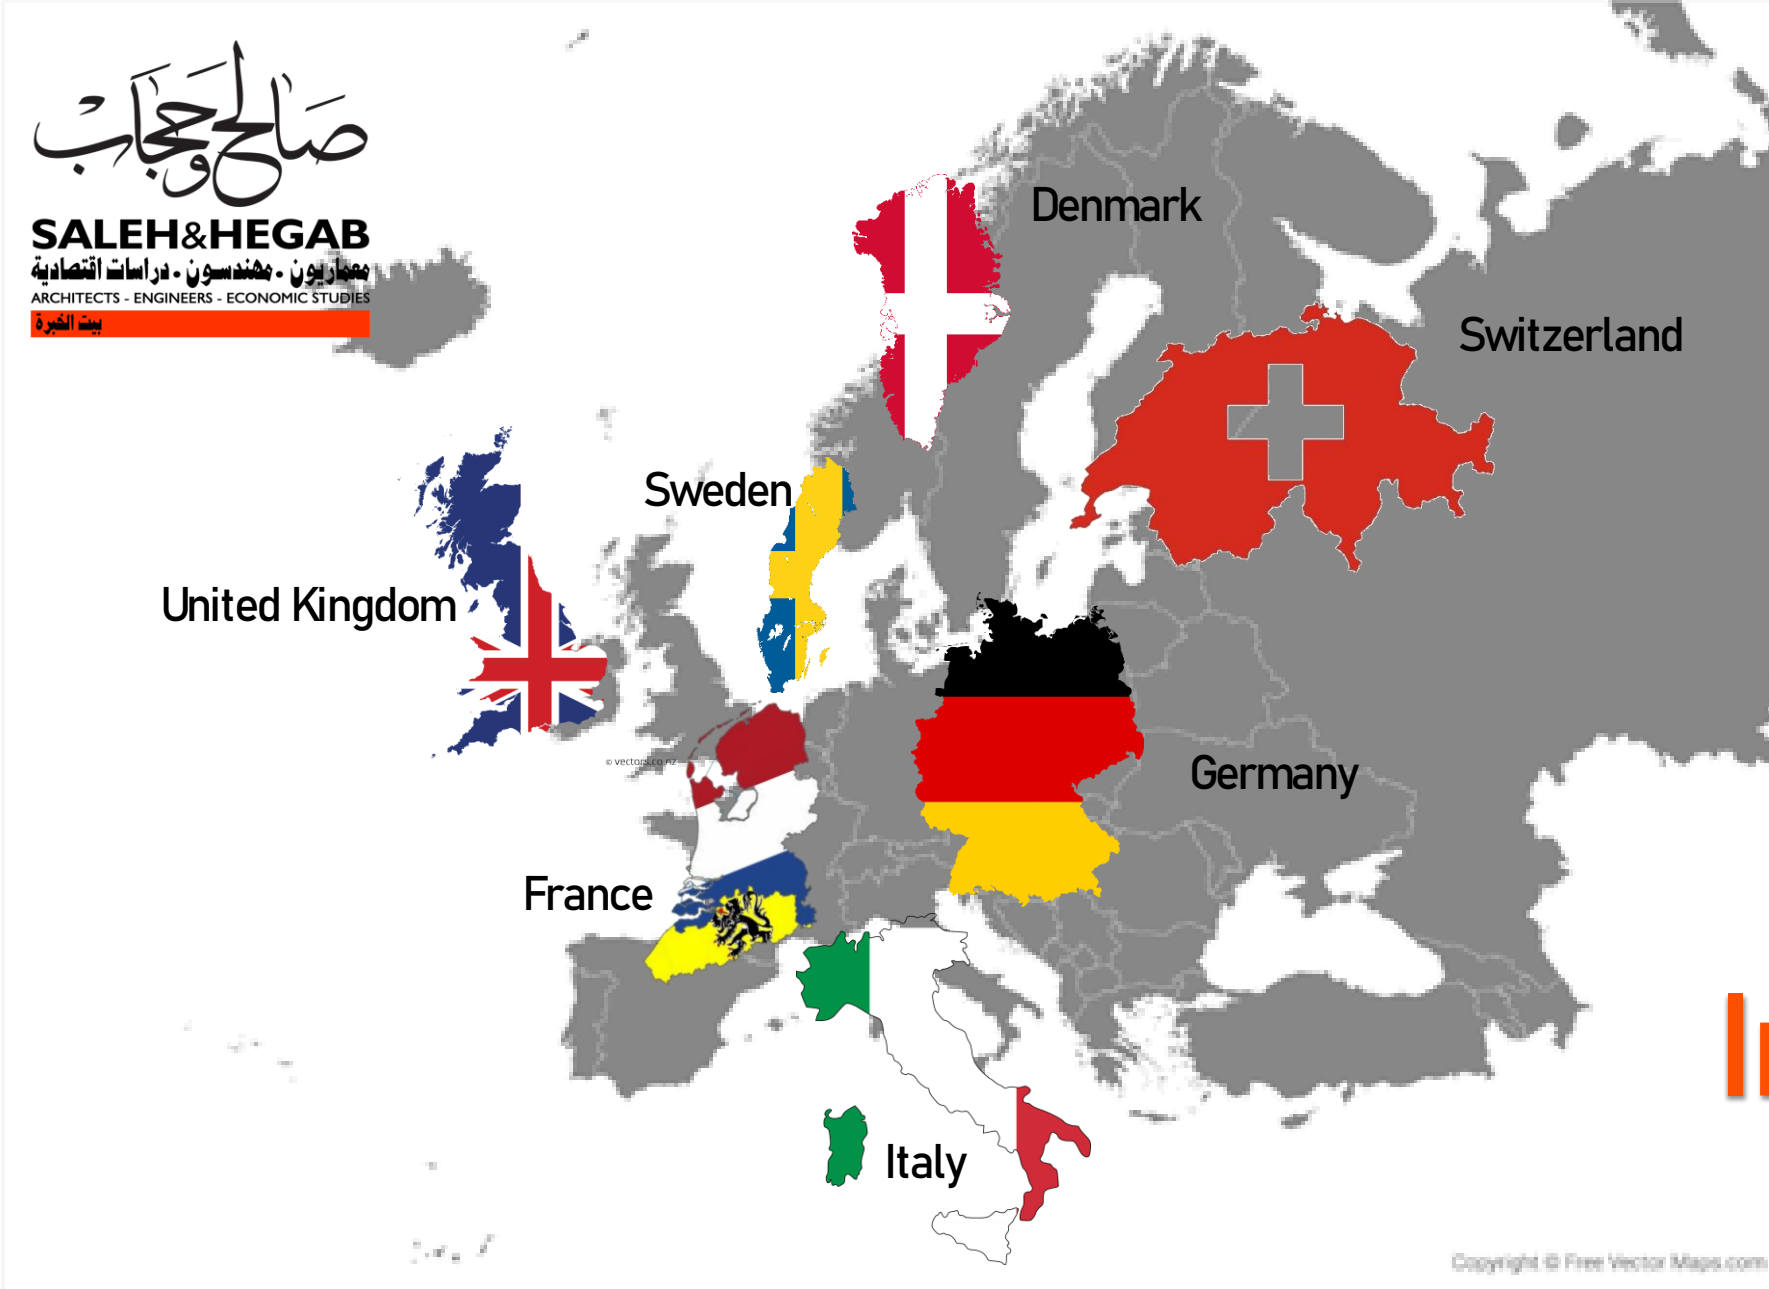 صالح وحجاب
SALEH&HEGAB
معماريون - مهندسون - دراسات اقتصادية
ARCHITECTS - ENGINEERS - ECONOMIC STUDIES
بيت الخبرة
Denmark
Switzerland
Sweden
United Kingdom
© vectors.co.nz
Germany
France
Italy
Copyright © Free Vector Maps.com